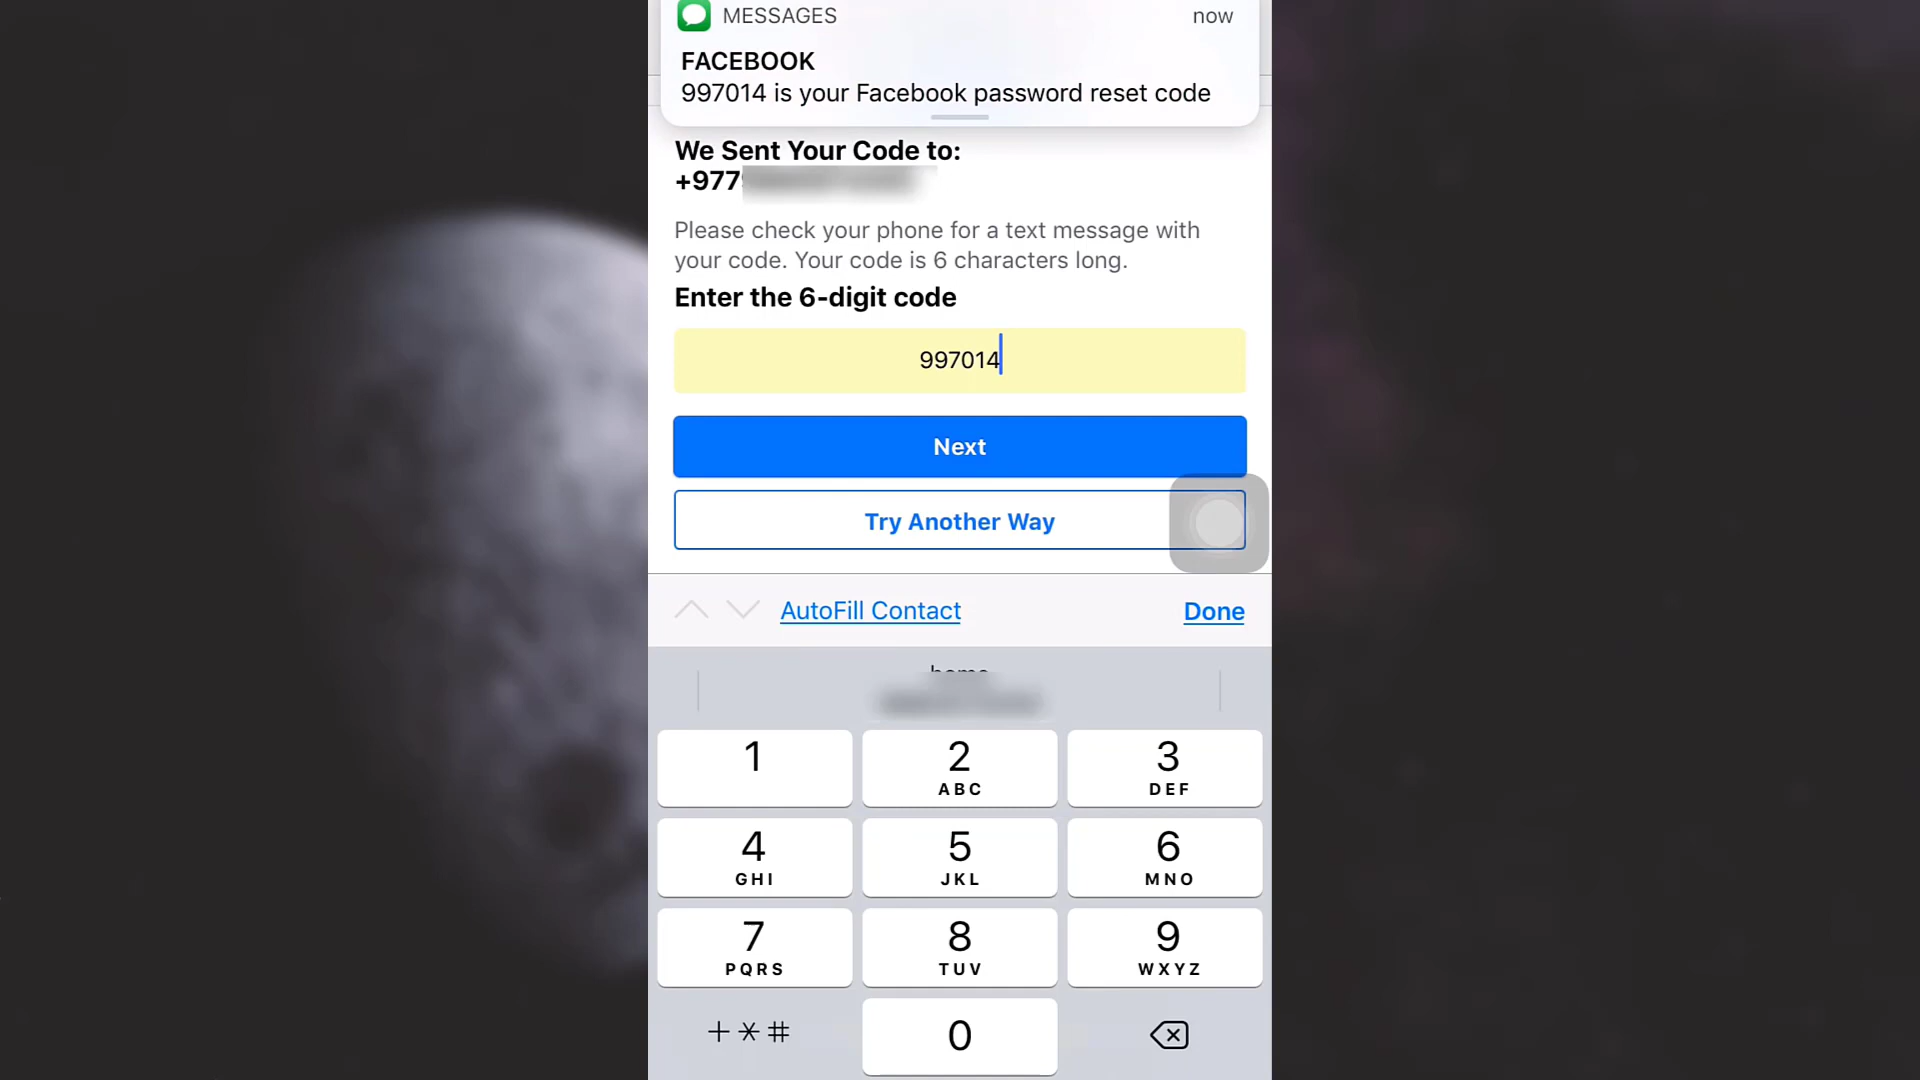 MESSAGES now
FACEBOOK
997014 is your Facebook password reset code
We Sent Your Code to:
+977
Please check your phone for a text message with
your code. Your code is 6 characters long.
Enter the 6-digit code
997014
Next
Try Another Way
AutoFill Contact Done
home
1 2 3
ABC DEF
4 5 6
GHI JKL MNO
7 8 9
PQRS TUV WXYZ
+*# 0